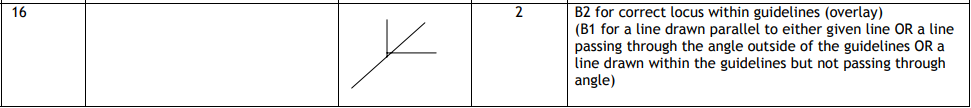 16
2
B2 for correct locus within guidelines (overlay)
(B1 for a line drawn parallel to either given line OR a line
passing through the angle outside of the guidelines OR a
line drawn within the guidelines but not passing through
angle)